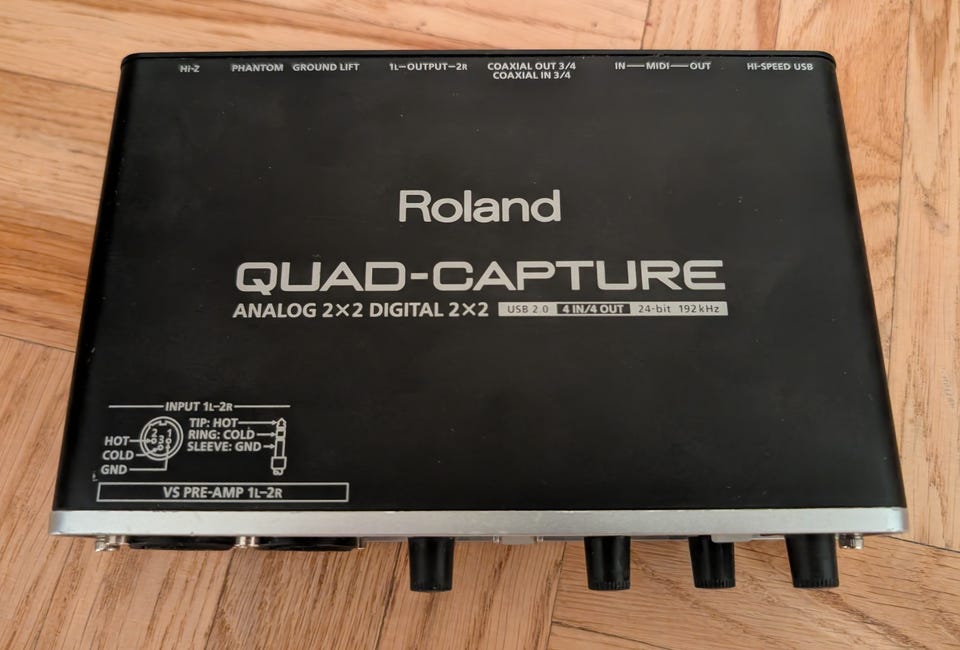 Hi-Z PHANTOM GROUND LIFT 1L-OUTPUT-2R COAXIAL OUT 3/4 IN MIDI OUT HI-SPEED USB
COAXIAL IN 3/4
Roland
QUAD-CAPTURE
ANALOG 2×2 DIGITAL 2×2 USB 2.0 4 IN/4 OUT 24-bit 192kHz
INPUT 1L-2R
TIP: HOT
HOT 2 1 RING: COLD
COLD 3 SLEEVE: GND
GND
VS PRE-AMP 1L-2R